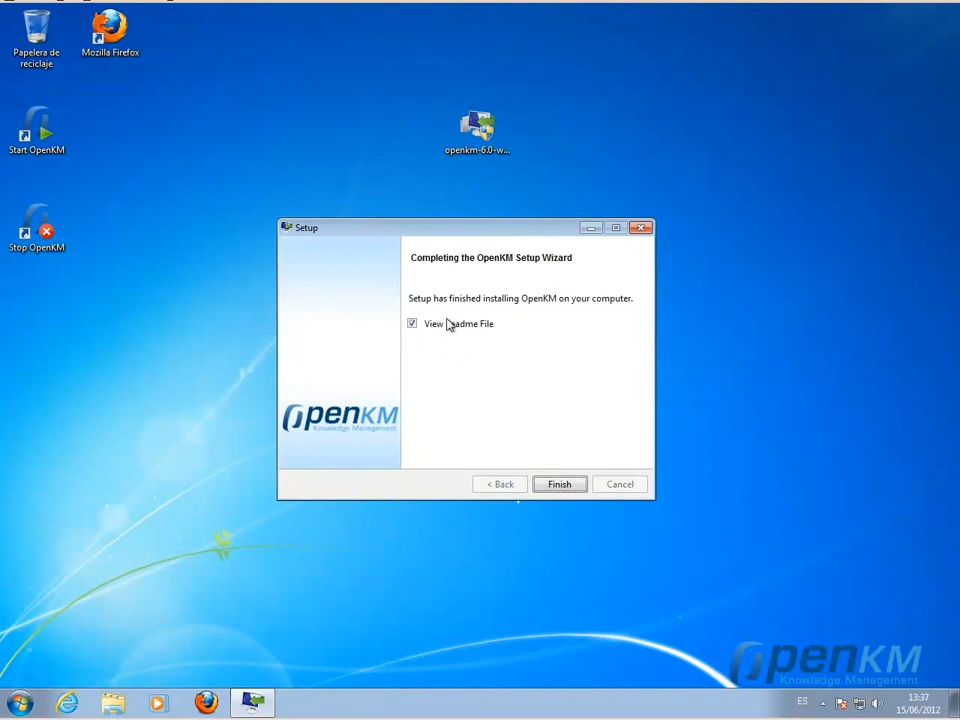 Papelera de
reciclaje
Mozilla Firefox
Start OpenKM
openkm-6.0-w...
Stop OpenKM
Setup
Completing the OpenKM Setup Wizard
Setup has finished installing OpenKM on your computer.
View
File
OpenKM
Knowledge Management
< Back
Finish
Cancel
OpenKM
Knowledge Management
ES
13:37
15/06/2012